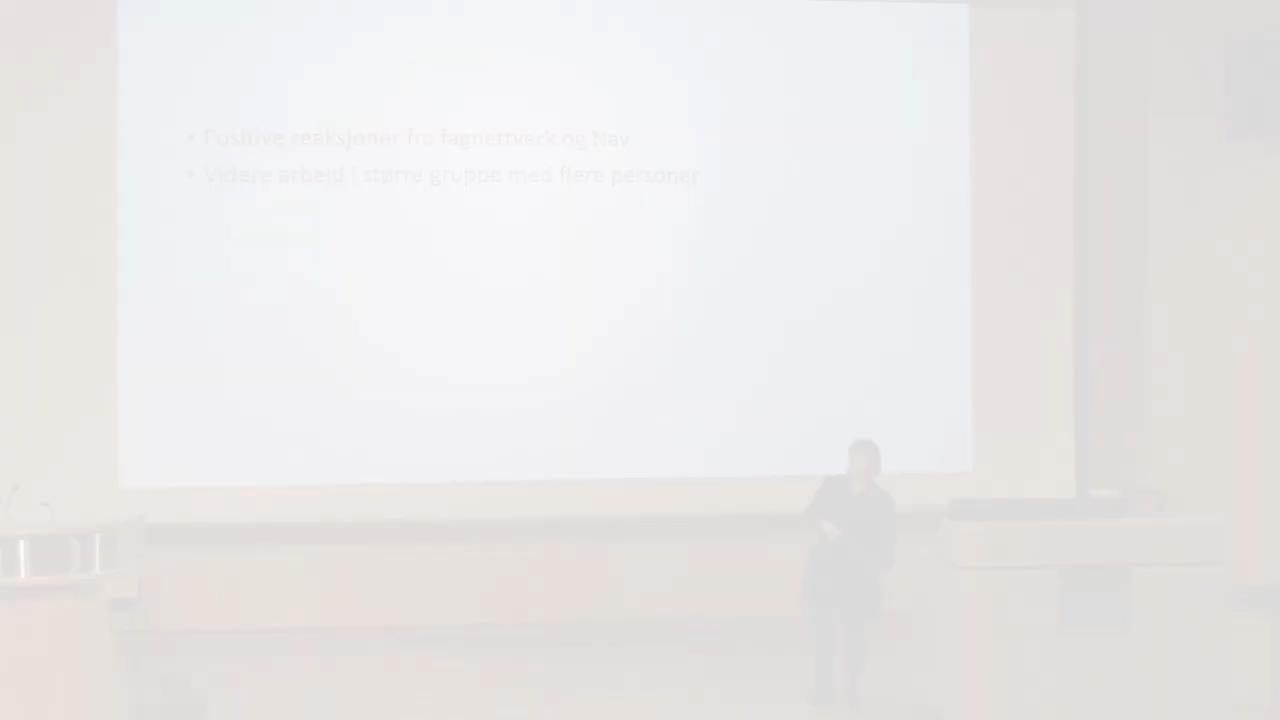 • Positive reaksjoner fra fagnettverk og Nav
• Videre arbeid i større gruppe med flere personer